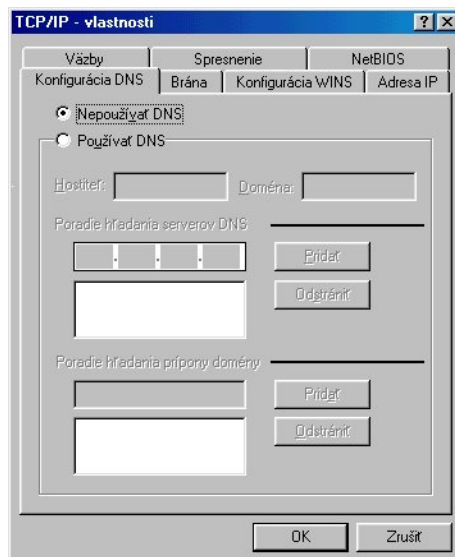 TCP/IP - vlastnosti
Väzby Spresnenie NetBIOS
Konfigurácia DNS Brána Konfigurácia WINS Adresa IP
Nepoužívať DNS
Používať DNS
Hostiteľ: Doména:
Poradie hľadania serverov DNS
Pridať
Odstrániť
Poradie hľadania prípony domény
Pridať
Odstrániť
OK Zrušiť